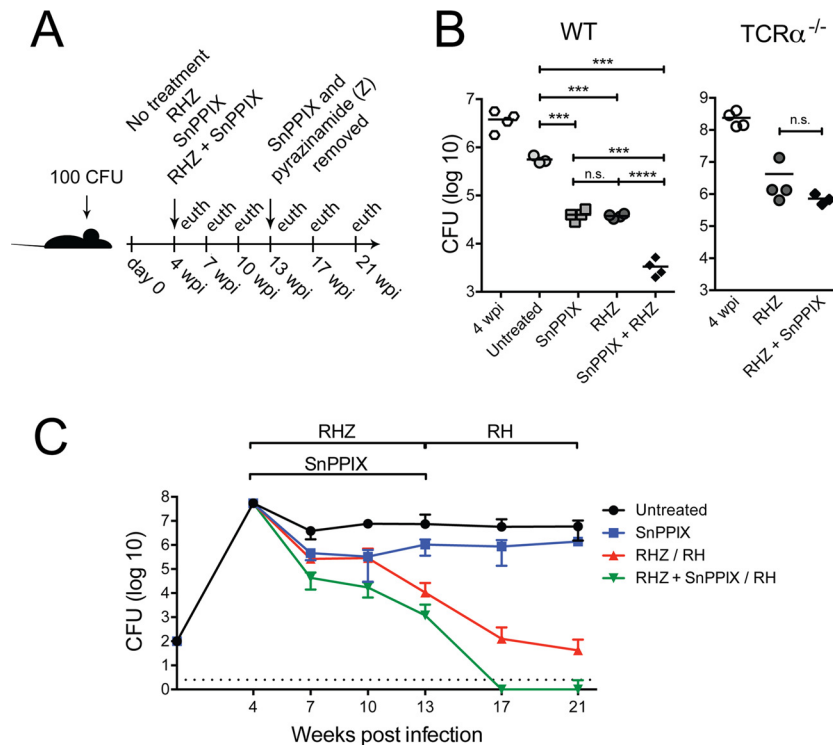 A
No treatment
RHZ
SnPPIX
RHZ + SnPPIX
SnPPIX and
pyrazinamide (Z)
removed
100 CFU
euth
euth
euth
euth
euth
euth
day 0
4 wpi
7 wpi
10 wpi
13 wpi
17 wpi
21 wpi
B
WT
TCRα-/-
***
***
***
***
n.s.
****
n.s.
CFU (log 10)
7
6
5
4
3
9
8
7
6
5
4
3
4 wpi
Untreated
SnPPIX
RHZ
SnPPIX + RHZ
4 wpi
RHZ
RHZ + SnPPIX
C
RHZ
RH
SnPPIX
CFU (log 10)
8
7
6
5
4
3
2
1
0
4
7
10
13
17
21
Weeks post infection
Untreated
SnPPIX
RHZ / RH
RHZ + SnPPIX / RH